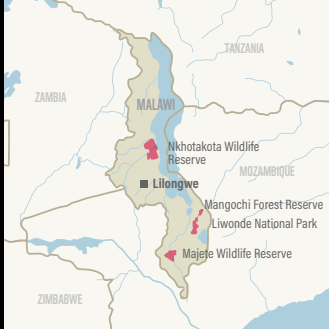 TANZANIA
ZAMBIA
MALAWI
Nkhotakota Wildlife
Reserve
MOZAMBIQUE
Lilongwe
Mangochi Forest Reserve
Liwonde National Park
Majete Wildlife Reserve
ZIMBABWE